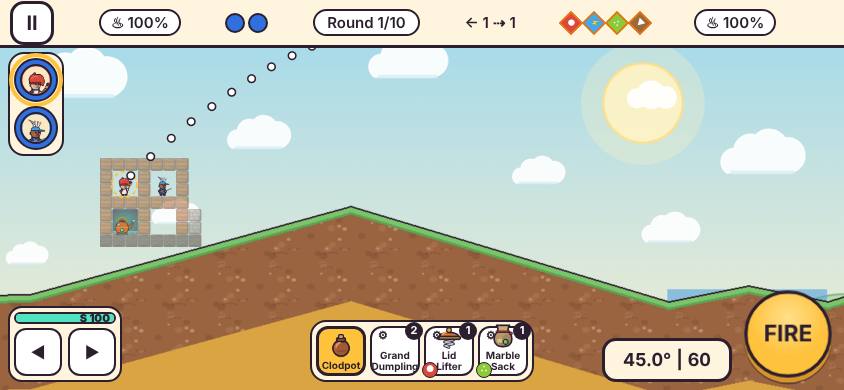 100%
Round 1/10
← 1 ⇢ 1
100%
S 100
Clodpot
2
Grand
Dumpling
1
Lid
Lifter
1
Marble
Sack
45.0° | 60
FIRE